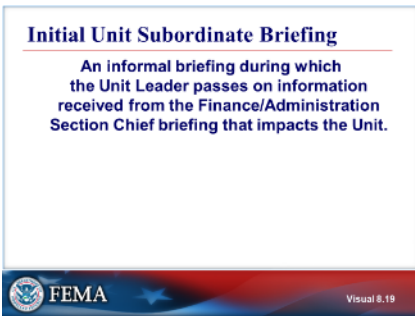 Initial Unit Subordinate Briefing
An informal briefing during which
the Unit Leader passes on information
received from the Finance/Administration
Section Chief briefing that impacts the Unit.
FEMA
Visual 8.19